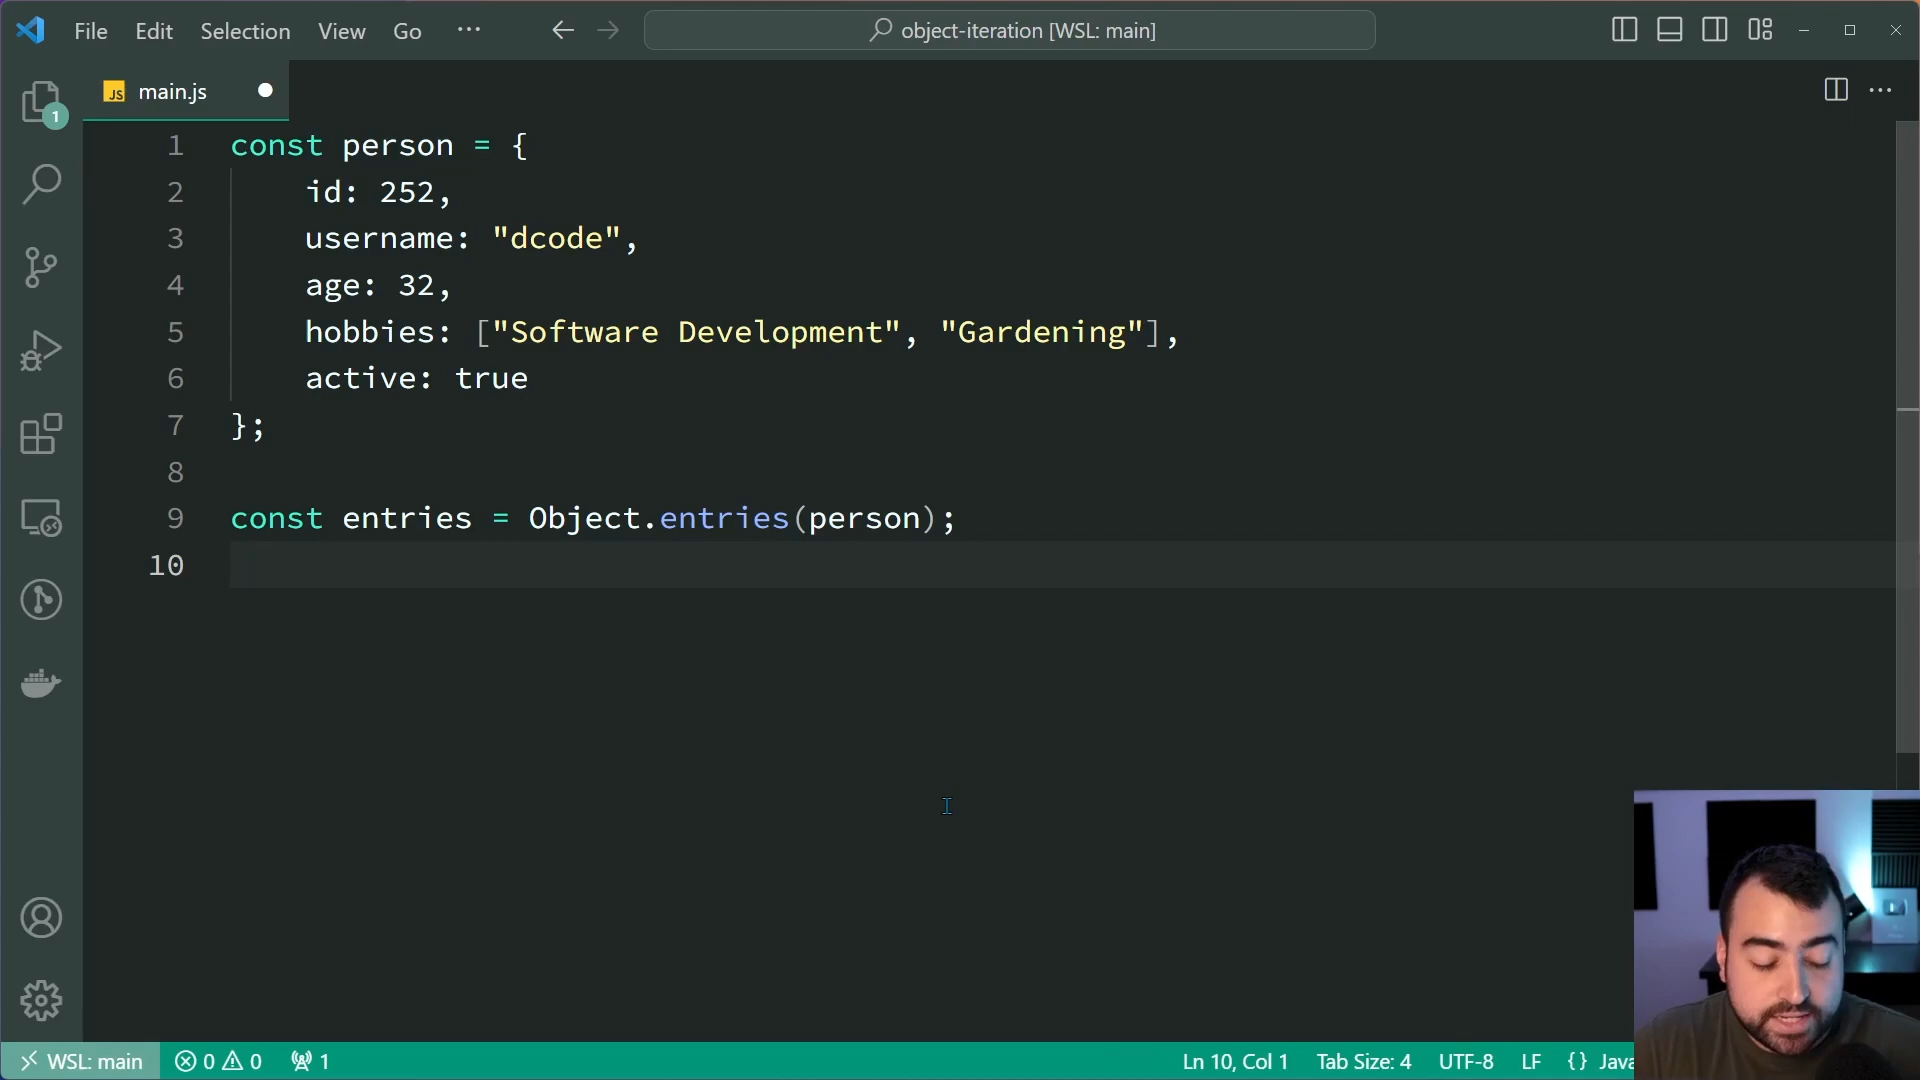 File Edit Selection View Go ··· object-iteration [WSL: main]
JS main.js
1 const person = {
2 id: 252,
3 username: "dcode",
4 age: 32,
5 hobbies: ["Software Development", "Gardening"],
6 active: true
7 };
8
9 const entries = Object.entries(person);
10
1
WSL: main 0 0 1 Ln 10, Col 1 Tab Size: 4 UTF-8 LF {} Java